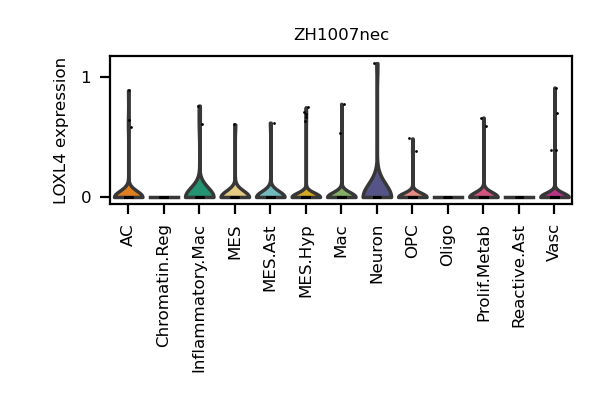 ZH1007nec
LOXL4 expression
1
0
AC
Chromatin.Reg
Inflammatory.Mac
MES
MES.Ast
MES.Hyp
Mac
Neuron
OPC
Oligo
Prolif.Metab
Reactive.Ast
Vasc